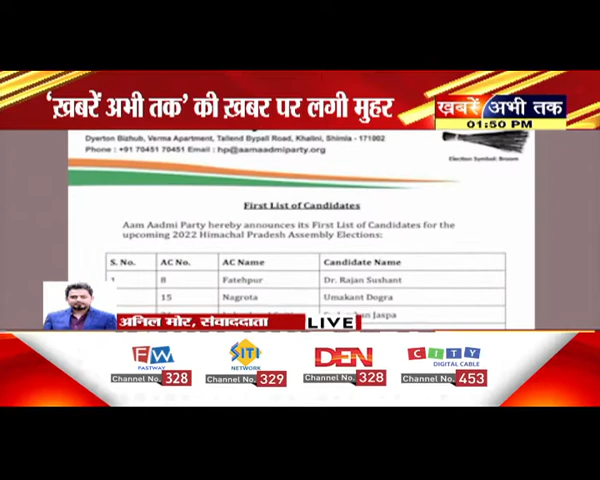 ‘ख़बरें अभी तक’ की ख़बर पर लगी मुहर
ख़बरें अभी तक
01:50 PM
Dyerton Bizhub, Verma Apartment, Tallend Bypall Road, Khalini, Shimla - 171002
Phone : +91 70451 70451 Email : hp@aamaadmiparty.org
Election Symbol: Broom
First List of Candidates
Aam Aadmi Party hereby announces its First List of Candidates for the
upcoming 2022 Himachal Pradesh Assembly Elections:
S. No. AC No. AC Name Candidate Name
1 8 Fatehpur Dr. Rajan Sushant
15 Nagrota Umakant Dogra
Jaspa
अनिल मोर, संवाददाता LIVE
FW FASTWAY Channel No. 328
SITI NETWORK Channel No. 329
DEN Channel No. 328
CITY DIGITAL CABLE Channel No. 453